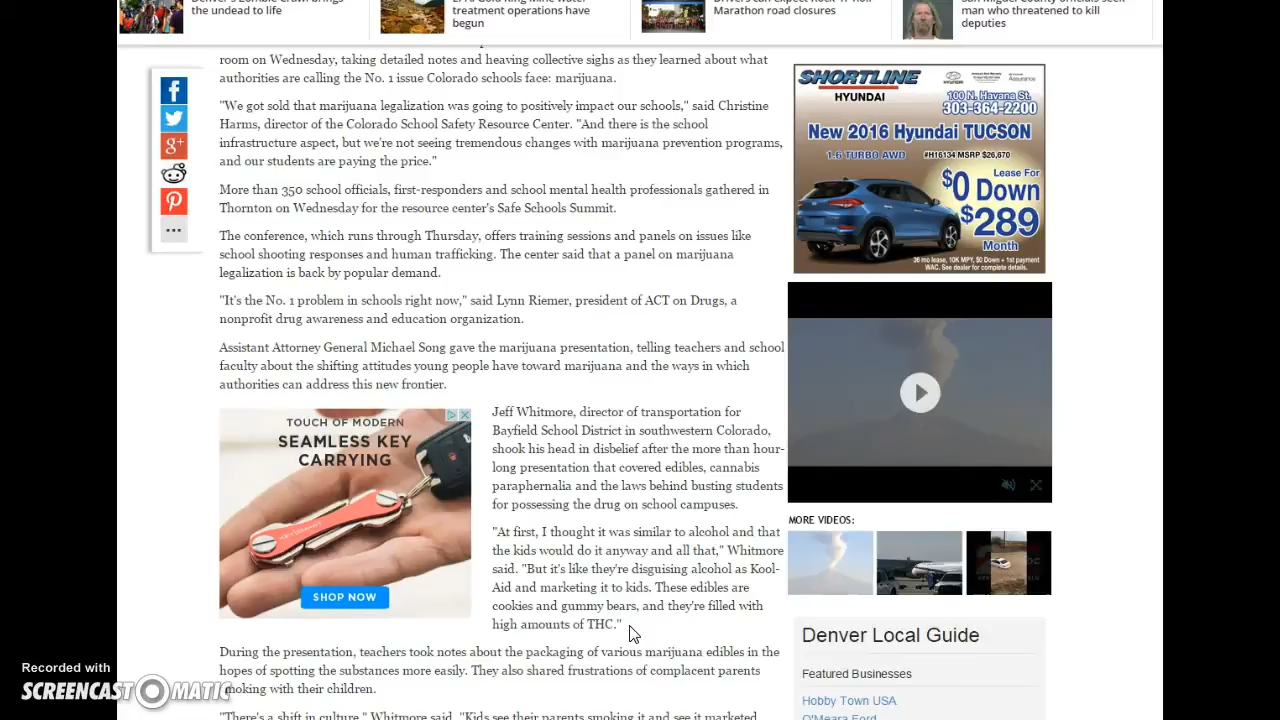 Denver's Zombie Crawl brings
the undead to life
treatment operations have
begun
Marathon road closures
man who threatened to kill
deputies
room on Wednesday, taking detailed notes and heaving collective sighs as they learned about what
authorities are calling the No. 1 issue Colorado schools face: marijuana.
"We got sold that marijuana legalization was going to positively impact our schools," said Christine
Harms, director of the Colorado School Safety Resource Center. "And there is the school
infrastructure aspect, but we're not seeing tremendous changes with marijuana prevention programs,
and our students are paying the price."
More than 350 school officials, first-responders and school mental health professionals gathered in
Thornton on Wednesday for the resource center's Safe Schools Summit.
The conference, which runs through Thursday, offers training sessions and panels on issues like
school shooting responses and human trafficking. The center said that a panel on marijuana
legalization is back by popular demand.
"It's the No. 1 problem in schools right now," said Lynn Riemer, president of ACT on Drugs, a
nonprofit drug awareness and education organization.
Assistant Attorney General Michael Song gave the marijuana presentation, telling teachers and school
faculty about the shifting attitudes young people have toward marijuana and the ways in which
authorities can address this new frontier.
TOUCH OF MODERN
SEAMLESS KEY
CARRYING
KEYSMART
SHOP NOW
Jeff Whitmore, director of transportation for
Bayfield School District in southwestern Colorado,
shook his head in disbelief after the more than hour-
long presentation that covered edibles, cannabis
paraphernalia and the laws behind busting students
for possessing the drug on school campuses.
"At first, I thought it was similar to alcohol and that
the kids would do it anyway and all that," Whitmore
said. "But it's like they're disguising alcohol as Kool-
Aid and marketing it to kids. These edibles are
cookies and gummy bears, and they're filled with
high amounts of THC."
During the presentation, teachers took notes about the packaging of various marijuana edibles in the
hopes of spotting the substances more easily. They also shared frustrations of complacent parents
smoking with their children.
"There's a shift in culture," Whitmore said. "Kids see their parents smoking it and see it marketed
SHORTLINE
HYUNDAI
HYUNDAI
Assurance
100 N. Havana St.
303-364-2200
New 2016 Hyundai TUCSON
1.6 TURBO AWD #H16134 MSRP $26,670
Lease For
$0 Down
$289
Month
36 mo lease, 10K MPY, $0 Down + 1st payment
WAC. See dealer for complete details.
MORE VIDEOS:
Denver Local Guide
Featured Businesses
Hobby Town USA
O'Meara Ford
Recorded with
SCREENCAST-O-MATIC